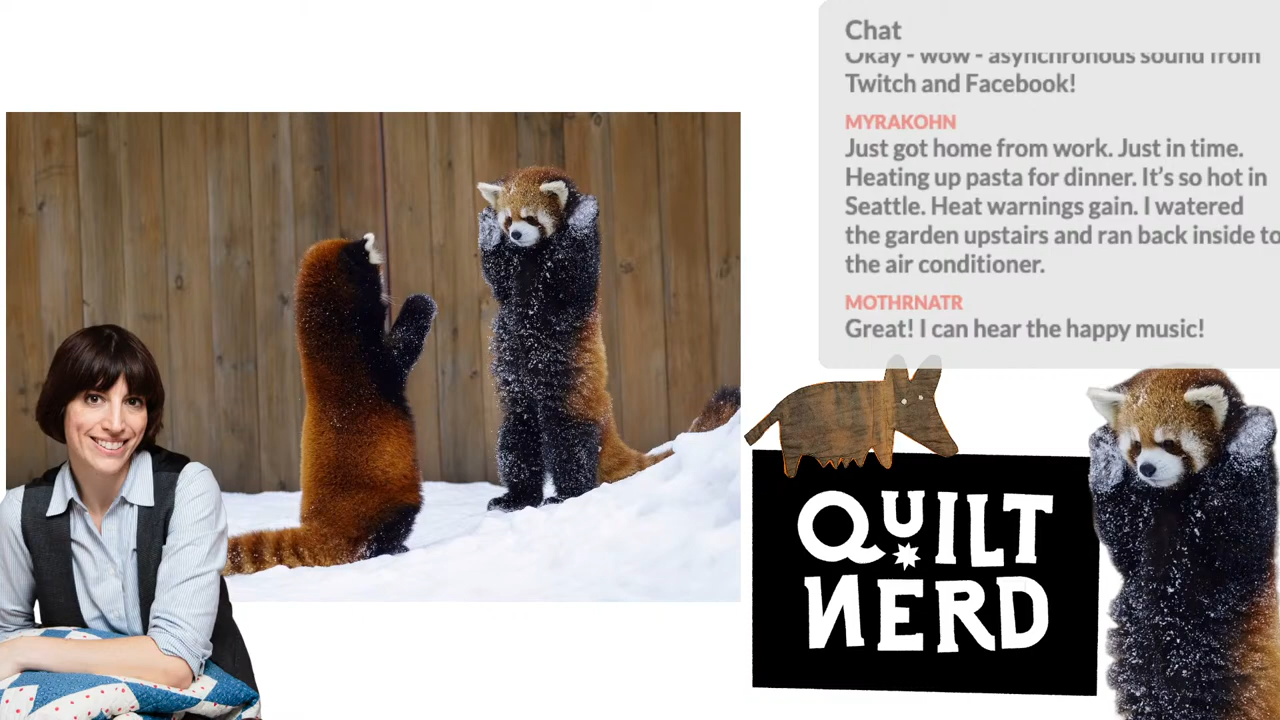 Chat
Okay - wow - asynchronous sound from
Twitch and Facebook!
MYRAKOHN
Just got home from work. Just in time.
Heating up pasta for dinner. It’s so hot in
Seattle. Heat warnings gain. I watered
the garden upstairs and ran back inside to
the air conditioner.
MOTHRNATR
Great! I can hear the happy music!
QUILT
NERD